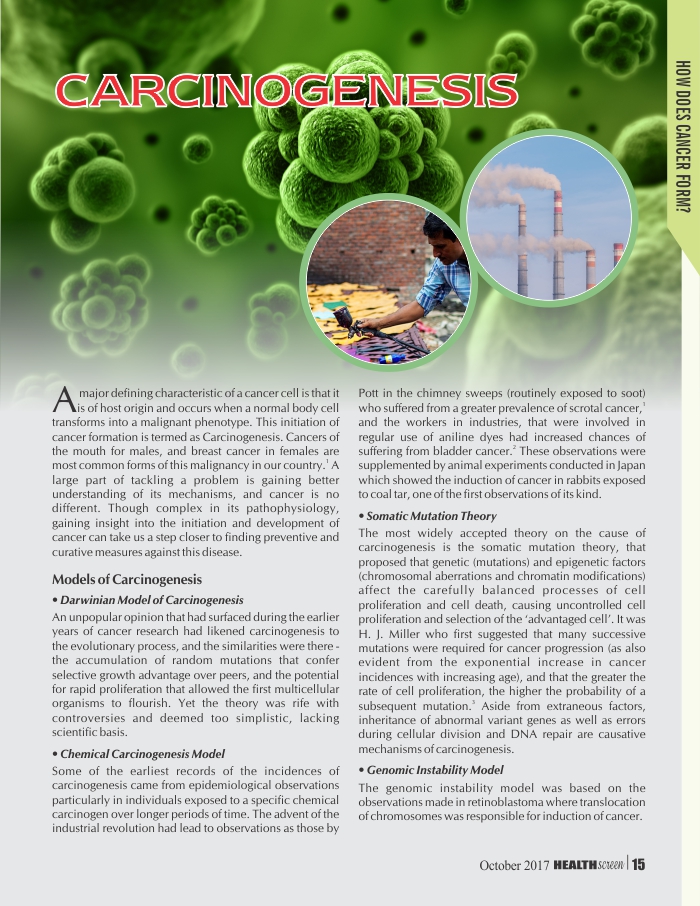 CARCINOGENESIS
HOW DOES CANCER FORM?
A major defining characteristic of a cancer cell is that it
is of host origin and occurs when a normal body cell
transforms into a malignant phenotype. This initiation of
cancer formation is termed as Carcinogenesis. Cancers of
the mouth for males, and breast cancer in females are
most common forms of this malignancy in our country.1 A
large part of tackling a problem is gaining better
understanding of its mechanisms, and cancer is no
different. Though complex in its pathophysiology,
gaining insight into the initiation and development of
cancer can take us a step closer to finding preventive and
curative measures against this disease.
Models of Carcinogenesis
• Darwinian Model of Carcinogenesis
An unpopular opinion that had surfaced during the earlier
years of cancer research had likened carcinogenesis to
the evolutionary process, and the similarities were there -
the accumulation of random mutations that confer
selective growth advantage over peers, and the potential
for rapid proliferation that allowed the first multicellular
organisms to flourish. Yet the theory was rife with
controversies and deemed too simplistic, lacking
scientific basis.
• Chemical Carcinogenesis Model
Some of the earliest records of the incidences of
carcinogenesis came from epidemiological observations
particularly in individuals exposed to a specific chemical
carcinogen over longer periods of time. The advent of the
industrial revolution had lead to observations as those by
Pott in the chimney sweeps (routinely exposed to soot)
who suffered from a greater prevalence of scrotal cancer,1
and the workers in industries, that were involved in
regular use of aniline dyes had increased chances of
suffering from bladder cancer.2 These observations were
supplemented by animal experiments conducted in Japan
which showed the induction of cancer in rabbits exposed
to coal tar, one of the first observations of its kind.
• Somatic Mutation Theory
The most widely accepted theory on the cause of
carcinogenesis is the somatic mutation theory, that
proposed that genetic (mutations) and epigenetic factors
(chromosomal aberrations and chromatin modifications)
affect the carefully balanced processes of cell
proliferation and cell death, causing uncontrolled cell
proliferation and selection of the ‘advantaged cell’. It was
H. J. Miller who first suggested that many successive
mutations were required for cancer progression (as also
evident from the exponential increase in cancer
incidences with increasing age), and that the greater the
rate of cell proliferation, the higher the probability of a
subsequent mutation.3 Aside from extraneous factors,
inheritance of abnormal variant genes as well as errors
during cellular division and DNA repair are causative
mechanisms of carcinogenesis.
• Genomic Instability Model
The genomic instability model was based on the
observations made in retinoblastoma where translocation
of chromosomes was responsible for induction of cancer.
October 2017 HEALTHscreen | 15